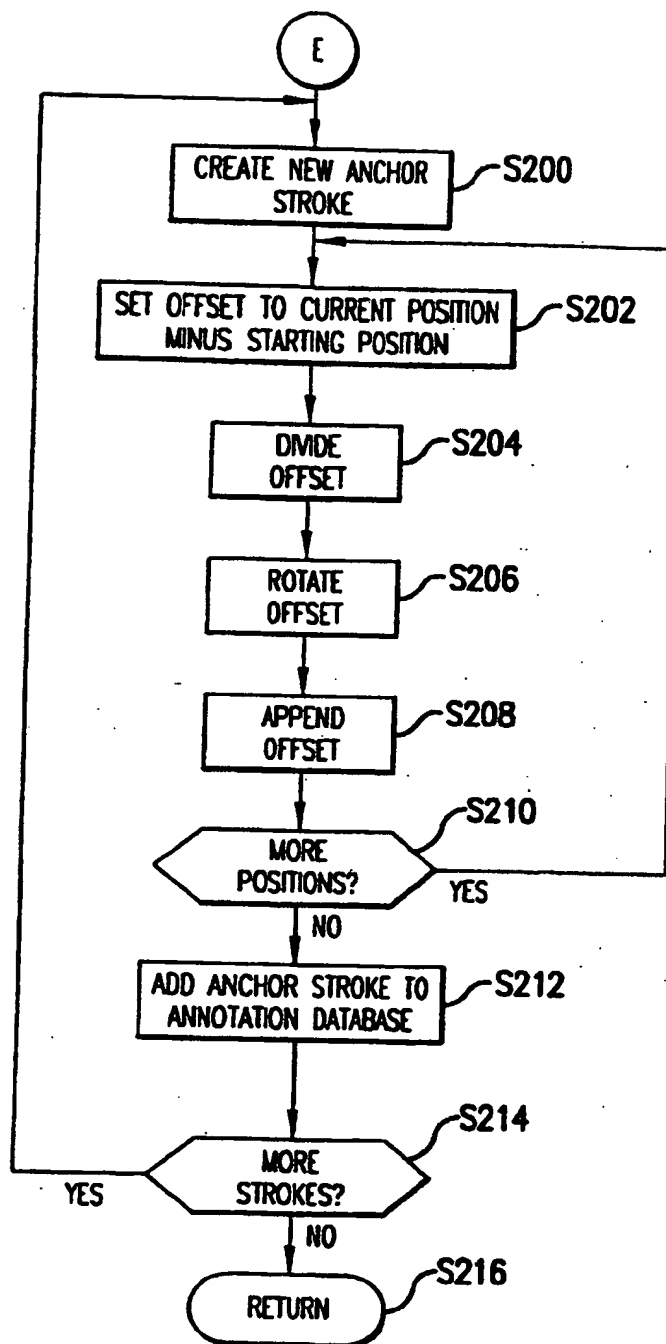 E
CREATE NEW ANCHOR
STROKE
S200
SET OFFSET TO CURRENT POSITION
MINUS STARTING POSITION
S202
DIVIDE
OFFSET
S204
ROTATE
OFFSET
S206
APPEND
OFFSET
S208
MORE
POSITIONS?
S210
YES
NO
ADD ANCHOR STROKE TO
ANNOTATION DATABASE
S212
MORE
STROKES?
S214
YES
NO
RETURN
S216